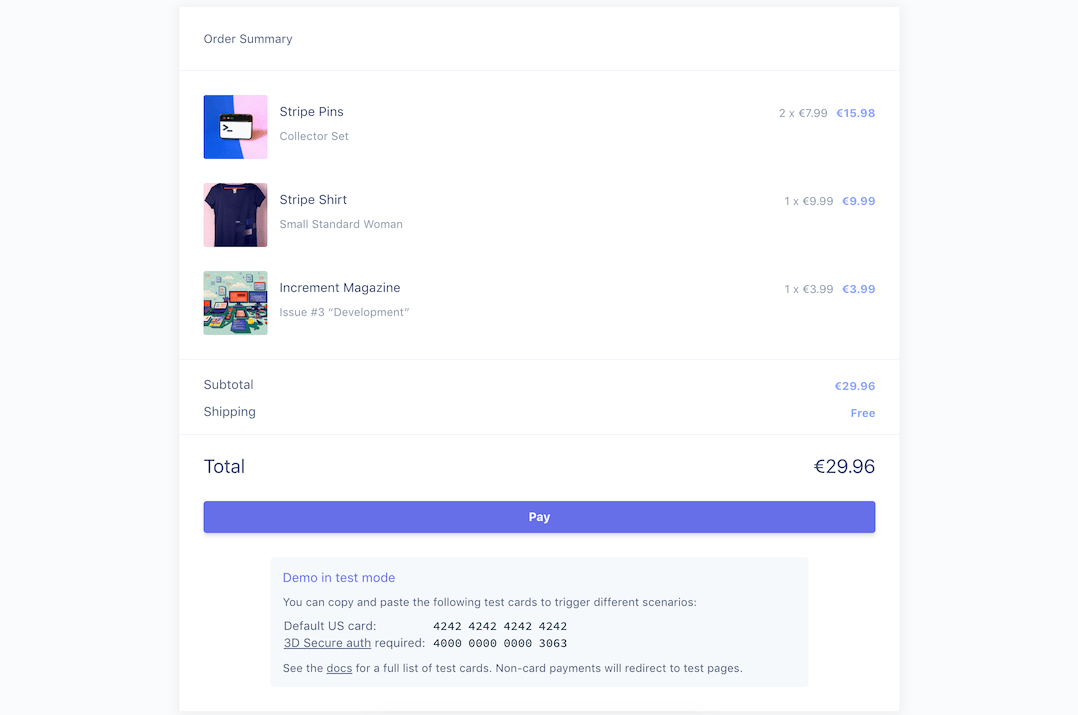 Order Summary
Stripe Pins
2 x €7.99 €15.98
Collector Set
Stripe Shirt
1 x €9.99 €9.99
Small Standard Woman
Increment Magazine
1 x €3.99 €3.99
Issue #3 “Development”
Subtotal €29.96
Shipping Free
Total €29.96
Pay
Demo in test mode
You can copy and paste the following test cards to trigger different scenarios:
Default US card: 4242 4242 4242 4242
3D Secure auth required: 4000 0000 0000 3063
See the docs for a full list of test cards. Non-card payments will redirect to test pages.